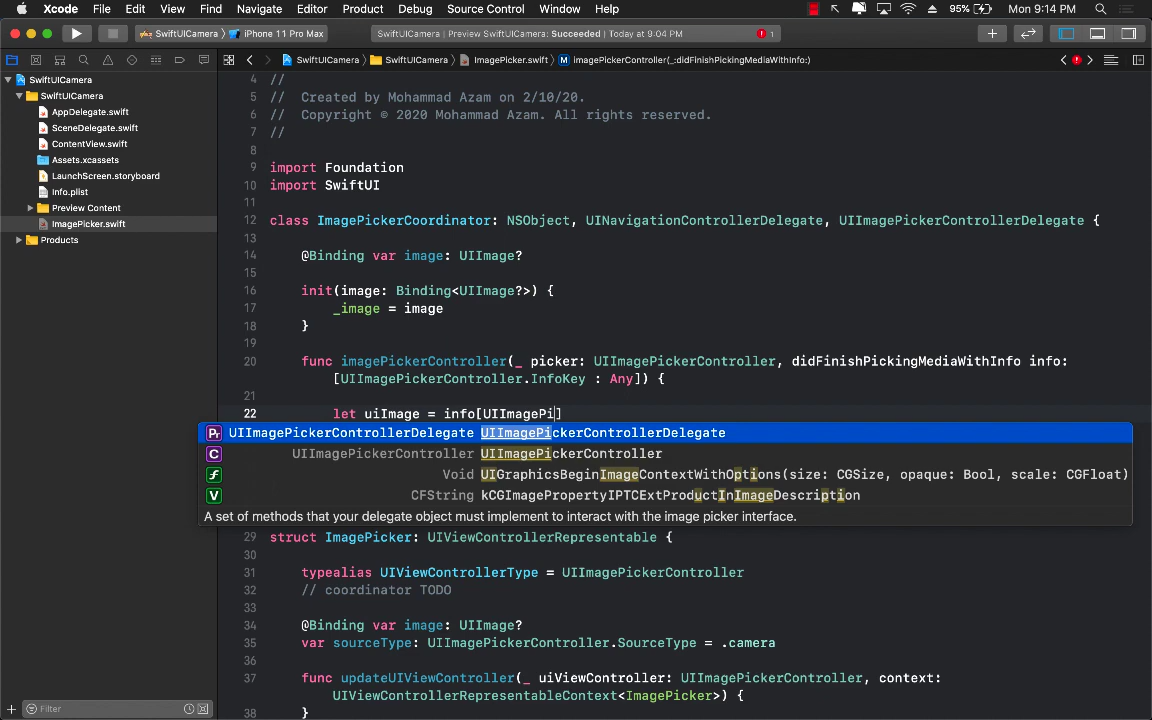 Xcode File Edit View Find Navigate Editor Product Debug Source Control Window Help 95% Mon 9:14 PM
SwiftUICamera iPhone 11 Pro Max SwiftUICamera | Preview SwiftUICamera: Succeeded | Today at 9:04 PM 1
SwiftUICamera SwiftUICamera ImagePicker.swift M imagePickerController(_:didFinishPickingMediaWithInfo:)
SwiftUICamera
SwiftUICamera
AppDelegate.swift
SceneDelegate.swift
ContentView.swift
Assets.xcassets
LaunchScreen.storyboard
Info.plist
Preview Content
ImagePicker.swift
Products
Filter
4 //
5 // Created by Mohammad Azam on 2/10/20.
6 // Copyright © 2020 Mohammad Azam. All rights reserved.
7 //
8
9 import Foundation
10 import SwiftUI
11
12 class ImagePickerCoordinator: NSObject, UINavigationControllerDelegate, UIImagePickerControllerDelegate {
13
14 @Binding var image: UIImage?
15
16 init(image: Binding<UIImage?>) {
17 _image = image
18 }
19
20 func imagePickerController(_ picker: UIImagePickerController, didFinishPickingMediaWithInfo info:
[UIImagePickerController.InfoKey : Any]) {
21
22 let uiImage = info[UIImagePi]
Pr UIImagePickerControllerDelegate UIImagePickerControllerDelegate
C UIImagePickerController UIImagePickerController
f Void UIGraphicsBeginImageContextWithOptions(size: CGSize, opaque: Bool, scale: CGFloat)
V CFString kCGImagePropertyIPTCExtProductInImageDescription
A set of methods that your delegate object must implement to interact with the image picker interface.
29 struct ImagePicker: UIViewControllerRepresentable {
30
31 typealias UIViewControllerType = UIImagePickerController
32 // coordinator TODO
33
34 @Binding var image: UIImage?
35 var sourceType: UIImagePickerController.SourceType = .camera
36
37 func updateUIViewController(_ uiViewController: UIImagePickerController, context:
UIViewControllerRepresentableContext<ImagePicker>) {
38 }